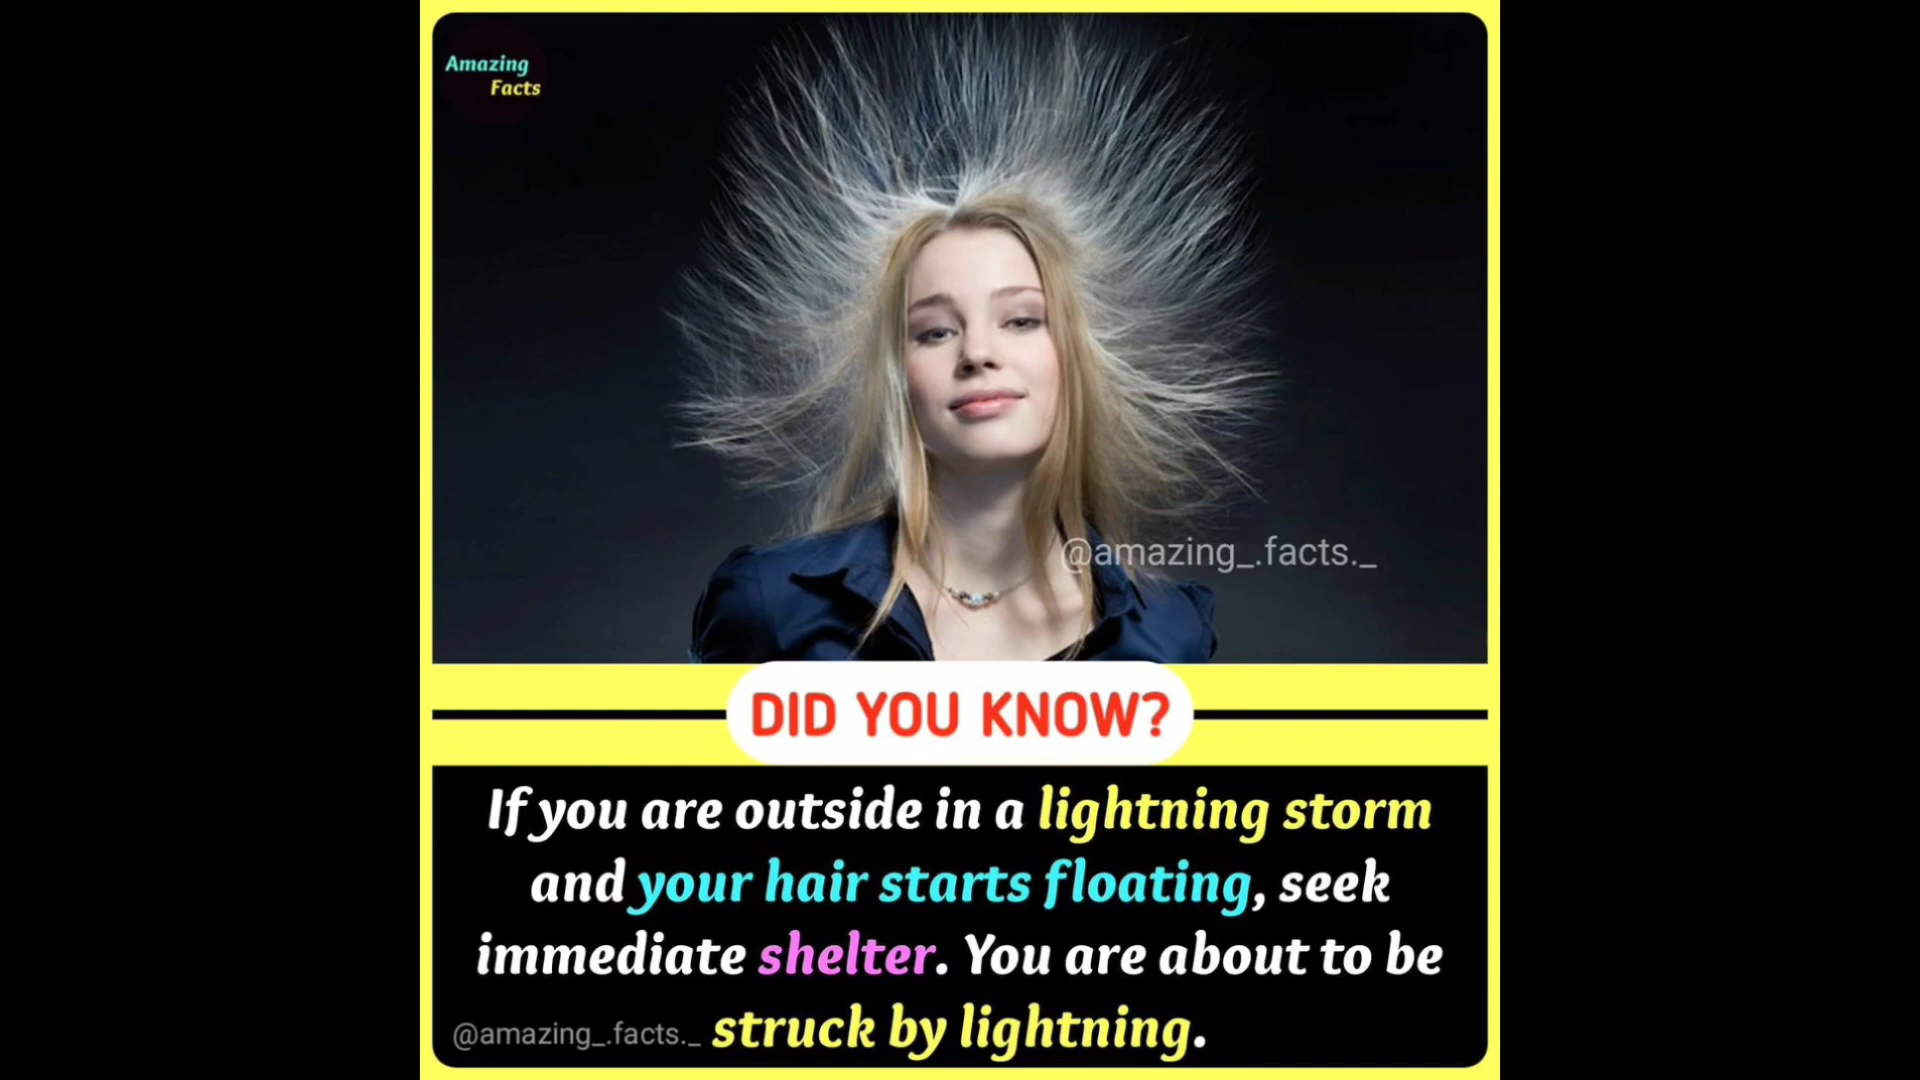 Amazing
Facts
@amazing_.facts._
DID YOU KNOW?
If you are outside in a lightning storm
and your hair starts floating, seek
immediate shelter. You are about to be
@amazing_.facts._ struck by lightning.